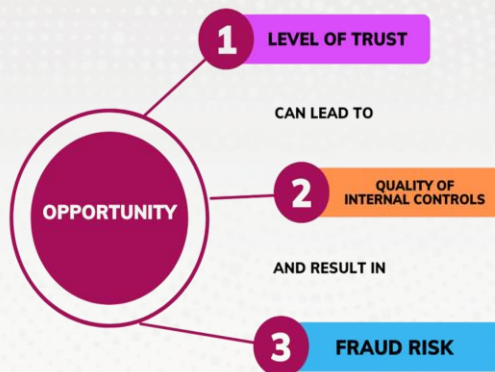 1
LEVEL OF TRUST
CAN LEAD TO
2
QUALITY OF
INTERNAL CONTROLS
OPPORTUNITY
AND RESULT IN
3
FRAUD RISK